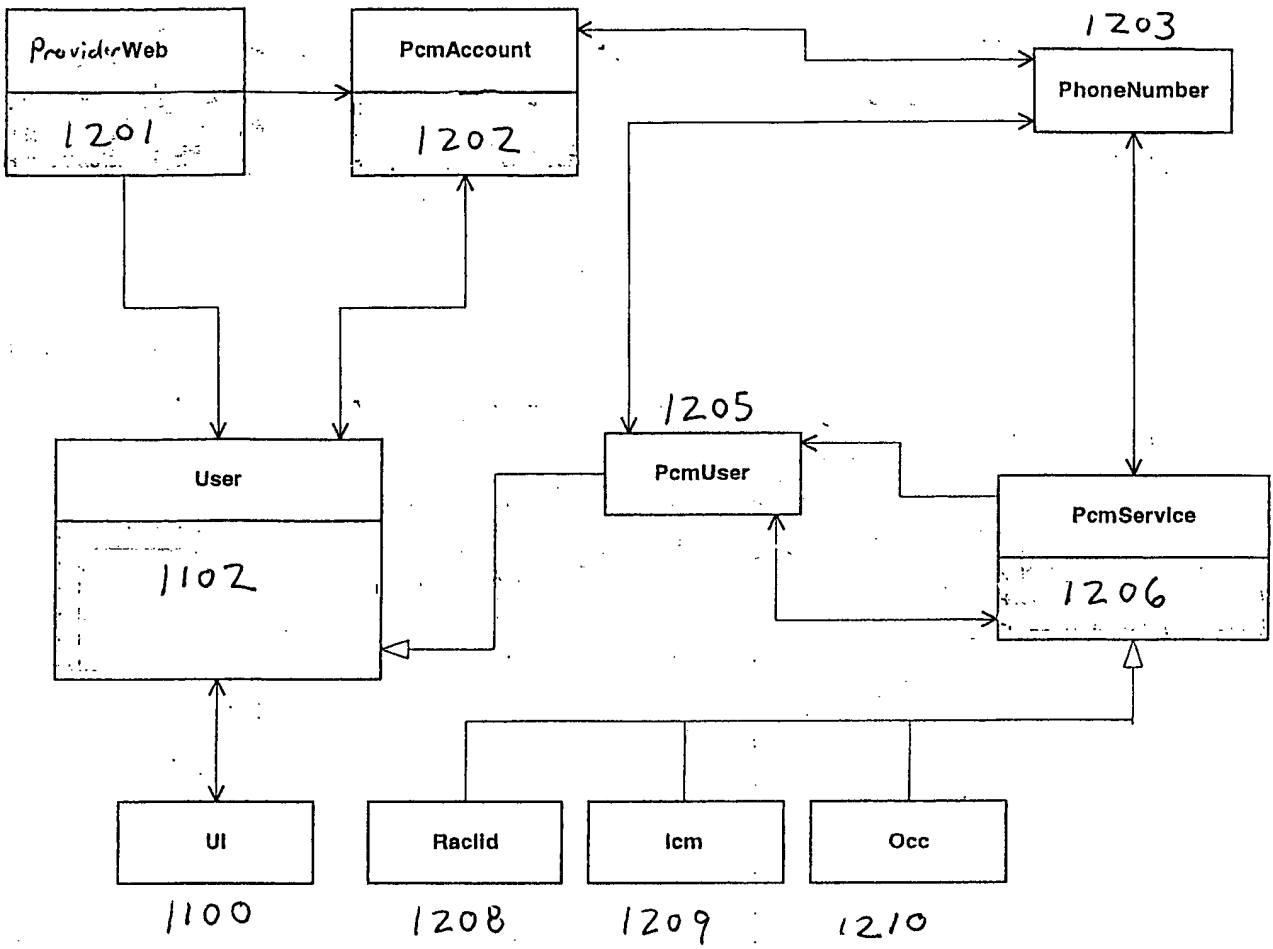 1203
ProviderWeb
PcmAccount
PhoneNumber
1201
1202
1205
User
PcmUser
PcmService
1102
1206
UI
Raclid
Icm
Occ
1100
1208
1209
1210